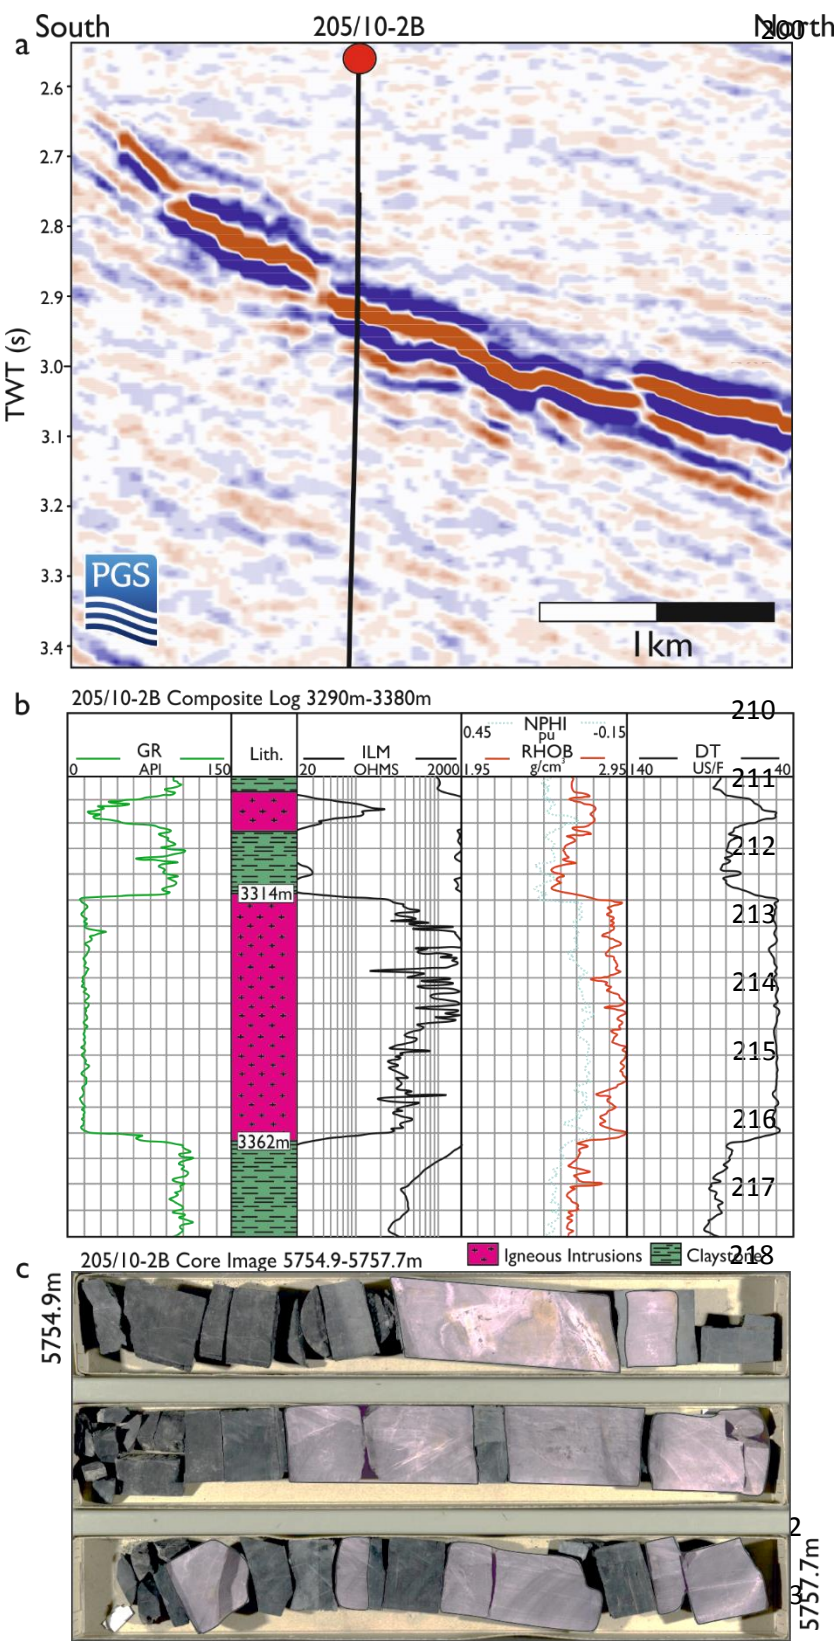 South 205/10-2B North
200
a
2.6
2.7
2.8
2.9
3.0
3.1
3.2
3.3
3.4
TWT (s)
PGS
1km
b
205/10-2B Composite Log 3290m-3380m
210
GR
0 API 150
Lith.
ILM
20 OHMS 2000
0.45 NPHI -0.15
pu
RHOB
1.95 g/cm³ 2.95
DT
140 US/F 40
211
212
3314m
213
214
215
216
3362m
217
Igneous Intrusions
Claystone
218
c
205/10-2B Core Image 5754.9-5757.7m
5754.9m
2
3
5757.7m